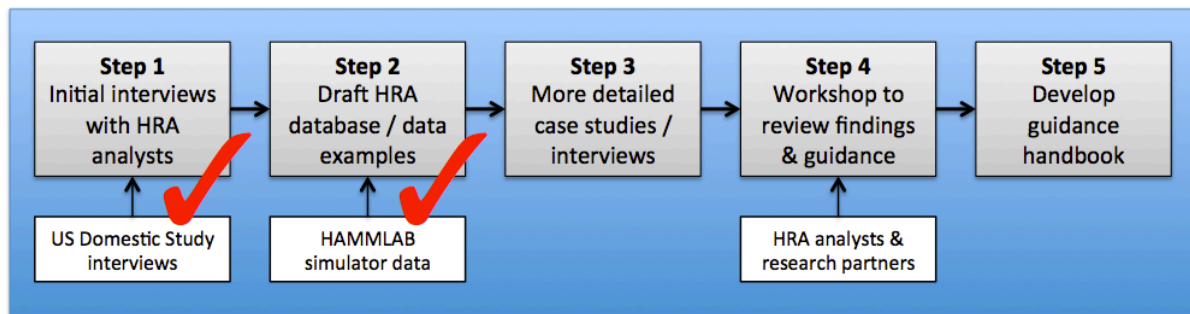 Step 1
Initial interviews
with HRA
analysts
Step 2
Draft HRA
database / data
examples
Step 3
More detailed
case studies /
interviews
Step 4
Workshop to
review findings
& guidance
Step 5
Develop
guidance
handbook
US Domestic Study
interviews
HAMMLAB
simulator data
HRA analysts &
research partners